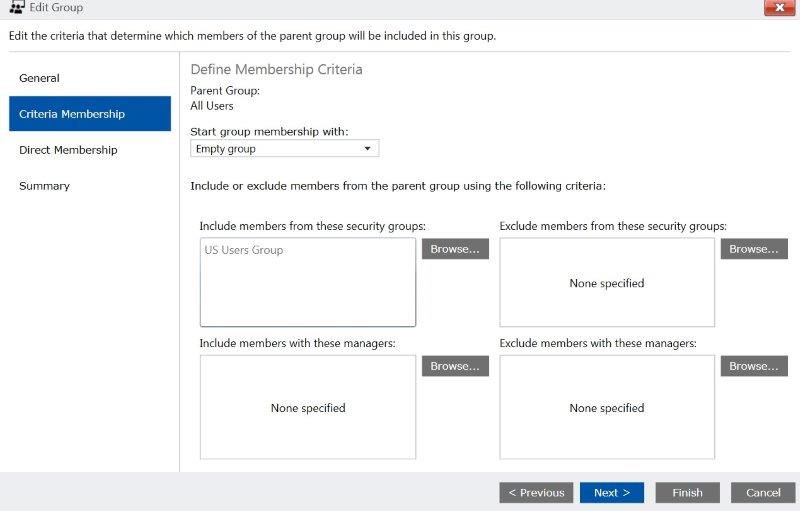 Edit Group
Edit the criteria that determine which members of the parent group will be included in this group.
General
Criteria Membership
Direct Membership
Summary
Define Membership Criteria
Parent Group:
All Users
Start group membership with:
Empty group
Include or exclude members from the parent group using the following criteria:
Include members from these security groups:
US Users Group
Browse...
Exclude members from these security groups:
None specified
Browse...
Include members with these managers:
None specified
Browse...
Exclude members with these managers:
None specified
Browse...
< Previous
Next >
Finish
Cancel